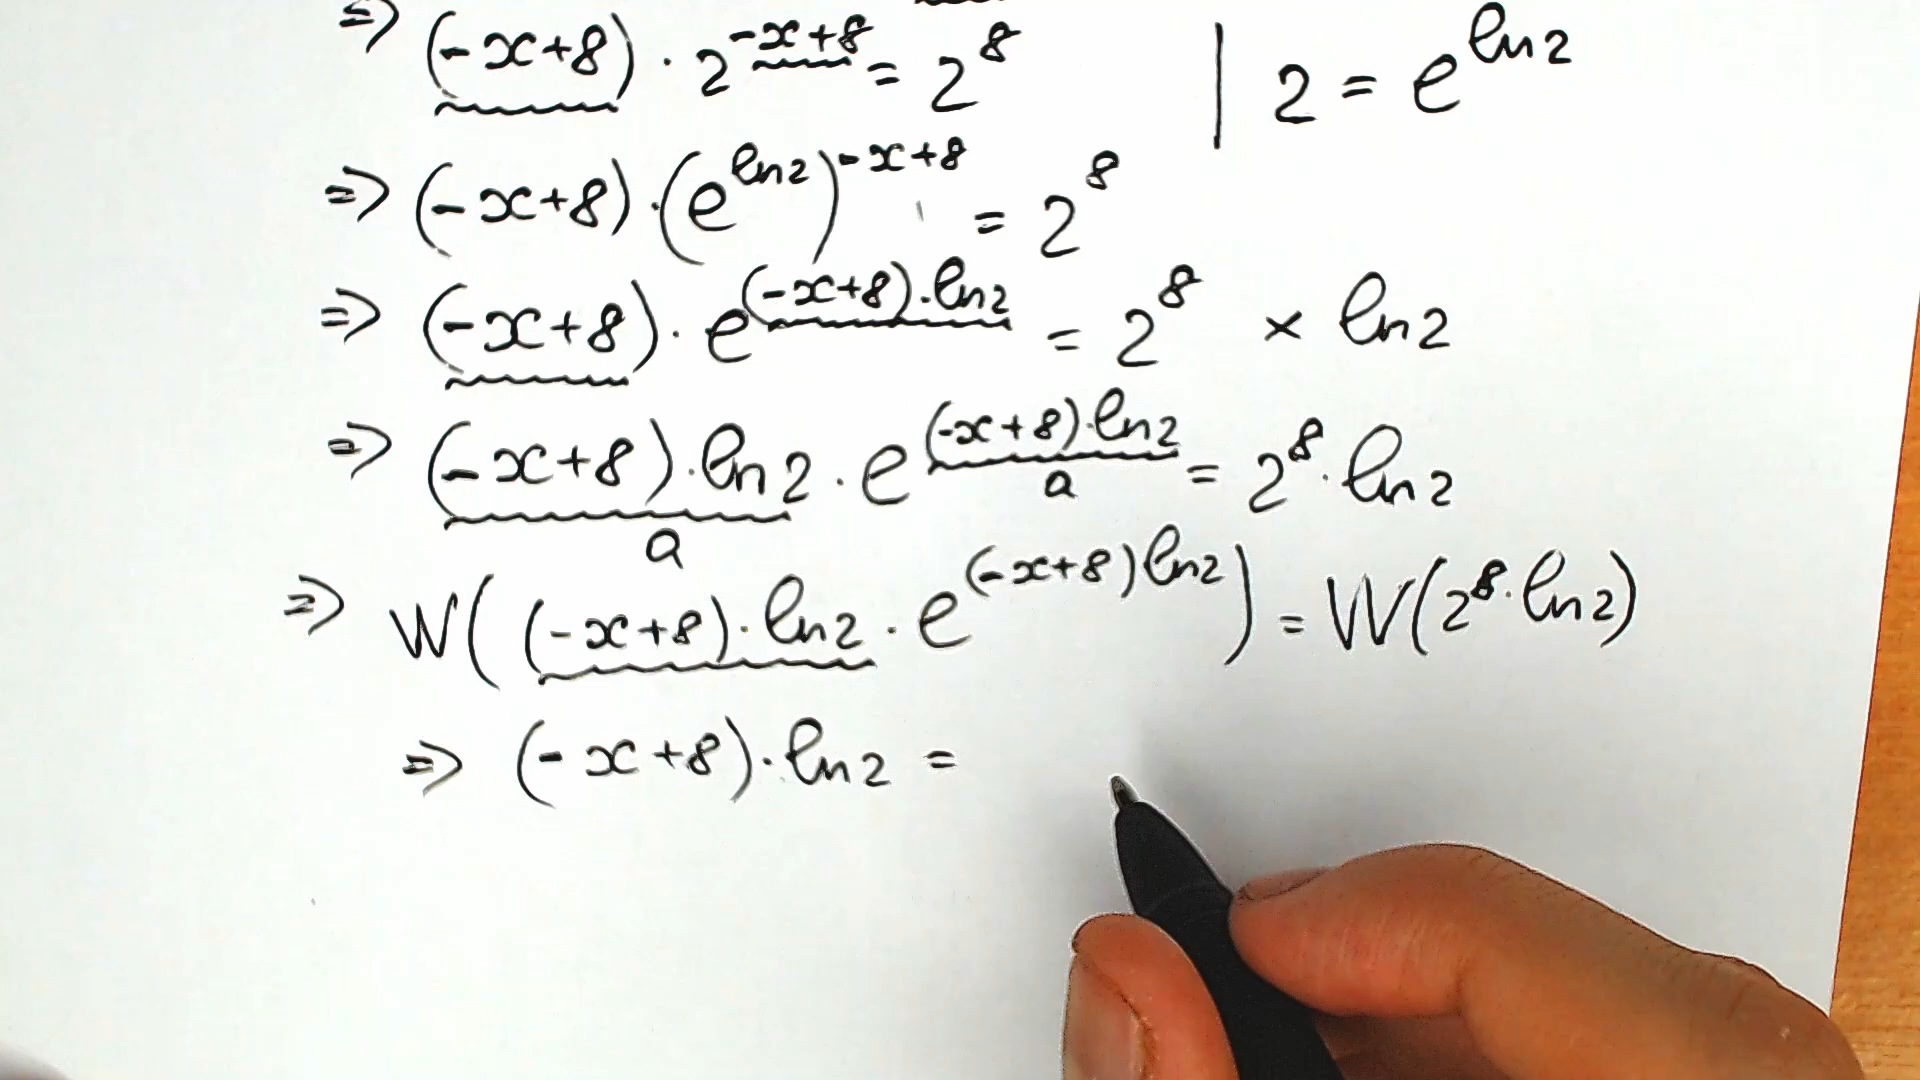 ⇒ (-x+8) · 2^(-x+8) = 2^8 | 2 = e^(ln2)
⇒ (-x+8) · (e^(ln2))^(-x+8) = 2^8
⇒ (-x+8) · e^((-x+8)·ln2) = 2^8 × ln2
⇒ (-x+8) · ln2 · e^((-x+8)·ln2) = 2^8 · ln2
a a
⇒ W((-x+8) · ln2 · e^((-x+8)ln2)) = W(2^8 · ln2)
⇒ (-x+8) · ln2 =